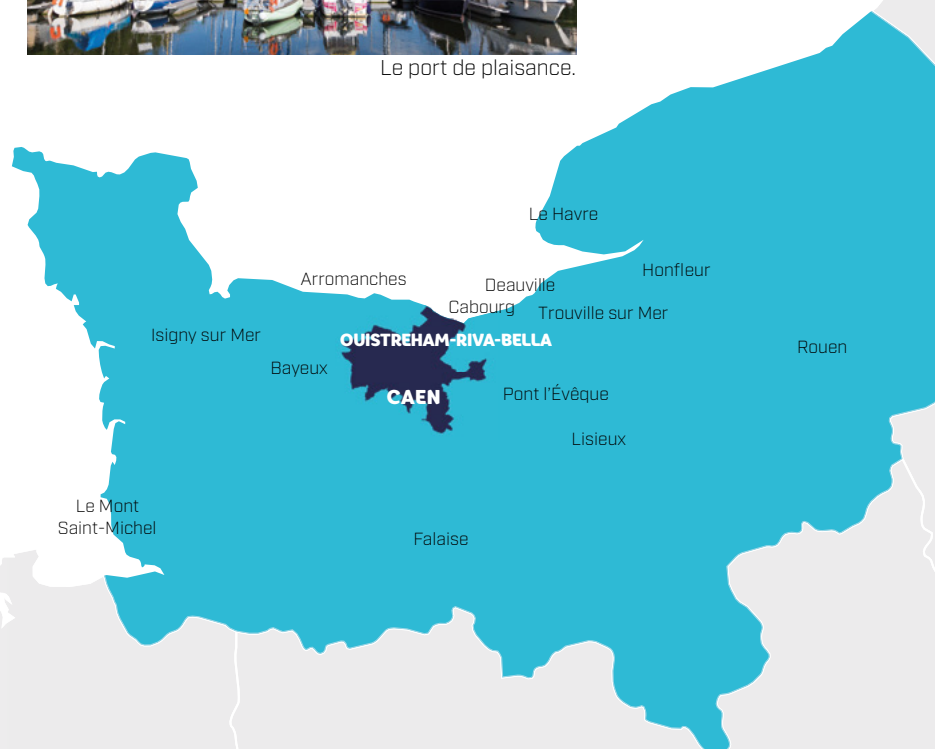 Le port de plaisance.
Le Havre
Honfleur
Arromanches
Deauville
Cabourg
Trouville sur Mer
Isigny sur Mer
OUISTREHAM-RIVA-BELLA
Rouen
Bayeux
CAEN
Pont l'Évêque
Lisieux
Le Mont
Saint-Michel
Falaise